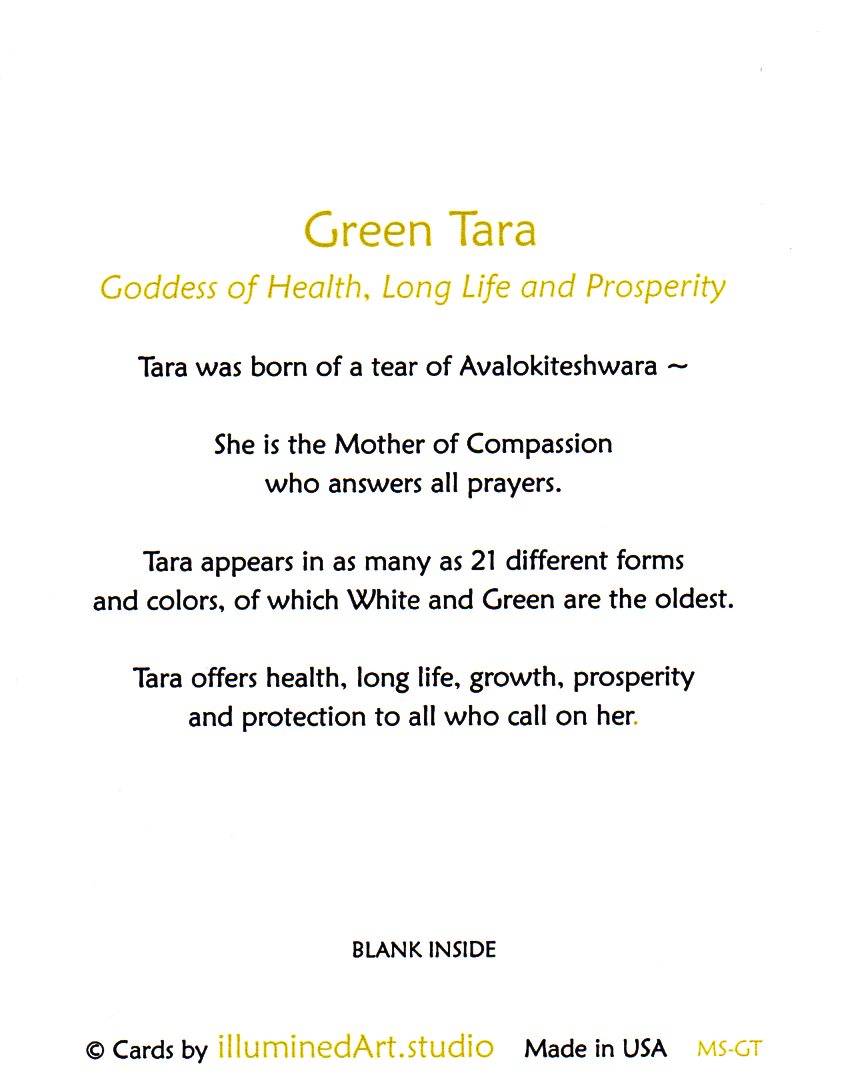 Green Tara
Goddess of Health, Long Life and Prosperity
Tara was born of a tear of Avalokiteshwara ~
She is the Mother of Compassion
who answers all prayers.
Tara appears in as many as 21 different forms
and colors, of which White and Green are the oldest.
Tara offers health, long life, growth, prosperity
and protection to all who call on her.
BLANK INSIDE
© Cards by illuminedArt.studio Made in USA MS-GT